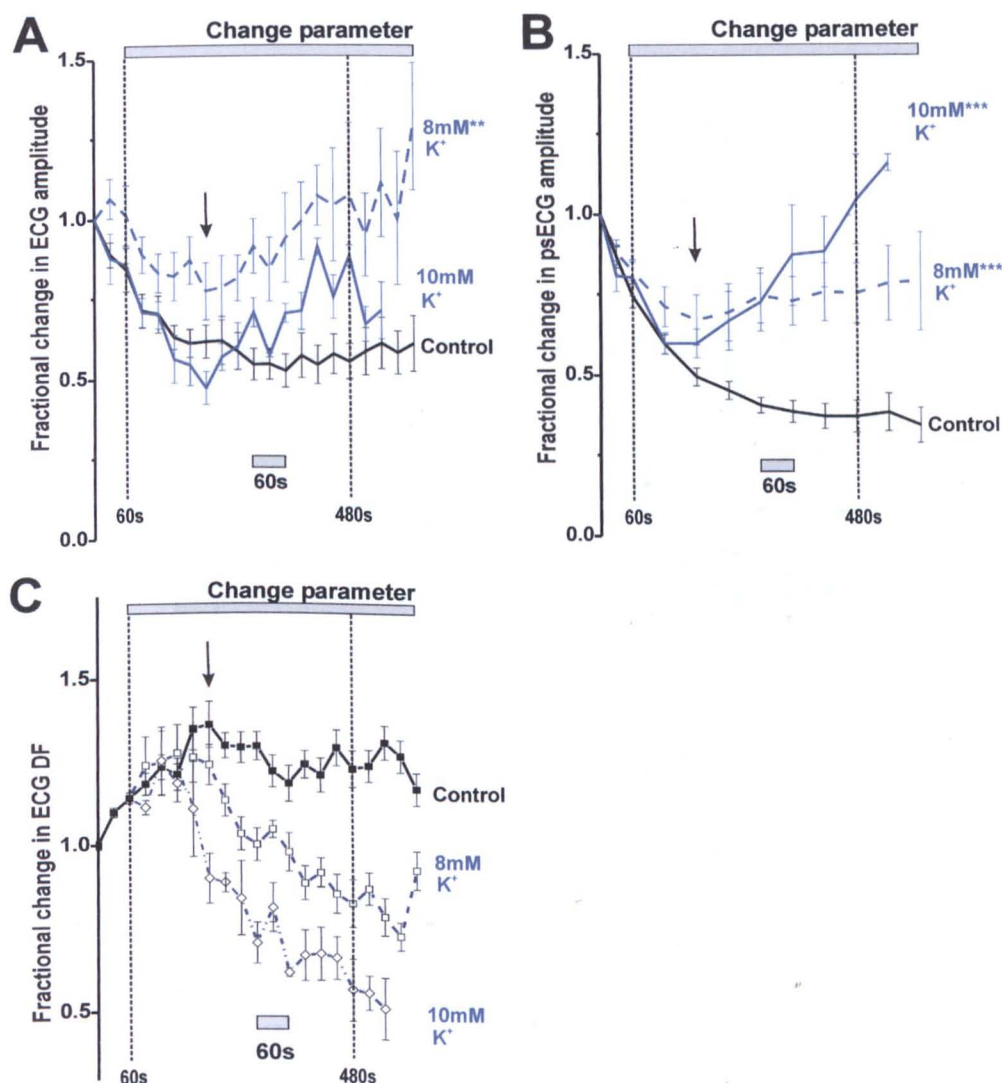 A
Change parameter
Fractional change in ECG amplitude
1.5
1.0
0.5
0.0
8mM**
K+
10mM
K+
Control
60s
60s
480s
B
Change parameter
Fractional change in psECG amplitude
1.5
1.0
0.5
0.0
10mM***
K+
8mM***
K+
Control
60s
60s
480s
C
Change parameter
Fractional change in ECG DF
1.5
1.0
0.5
Control
8mM
K+
10mM
K+
60s
60s
480s